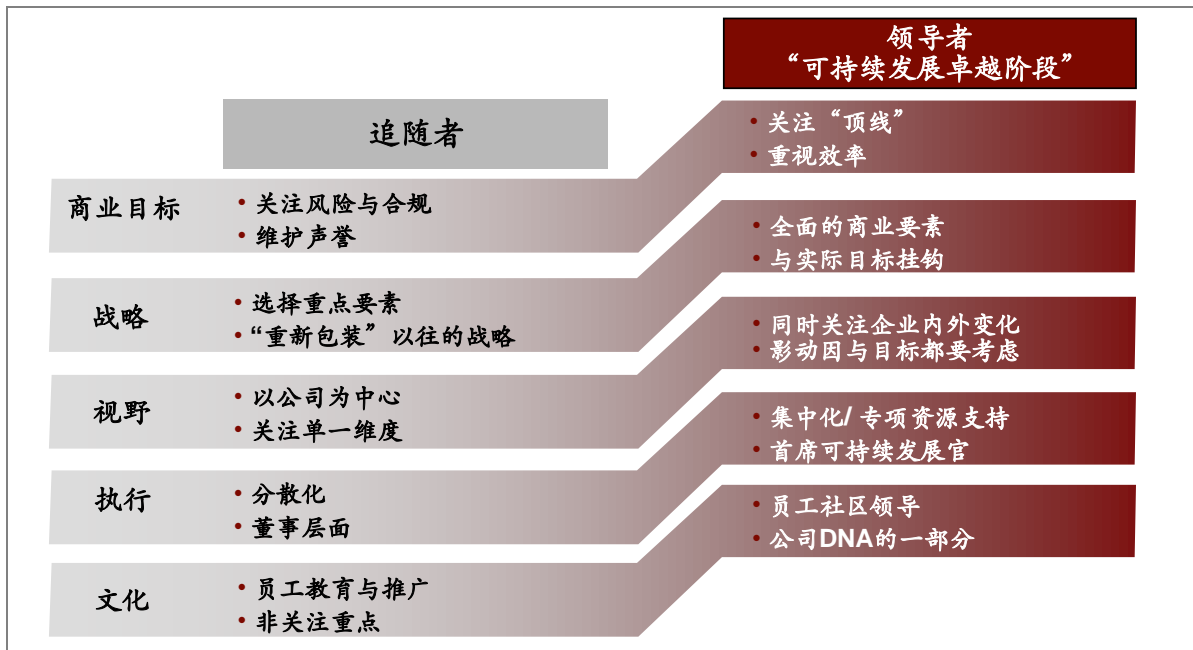 领导者
“可持续发展卓越阶段”
追随者
商业目标
• 关注风险与合规
• 维护声誉
• 关注“顶线”
• 重视效率
战略
• 选择重点要素
• “重新包装”以往的战略
• 全面的商业要素
• 与实际目标挂钩
视野
• 以公司为中心
• 关注单一维度
• 同时关注企业内外变化
• 影动因与目标都要考虑
执行
• 分散化
• 董事层面
• 集中化/ 专项资源支持
• 首席可持续发展官
文化
• 员工教育与推广
• 非关注重点
• 员工社区领导
• 公司DNA的一部分